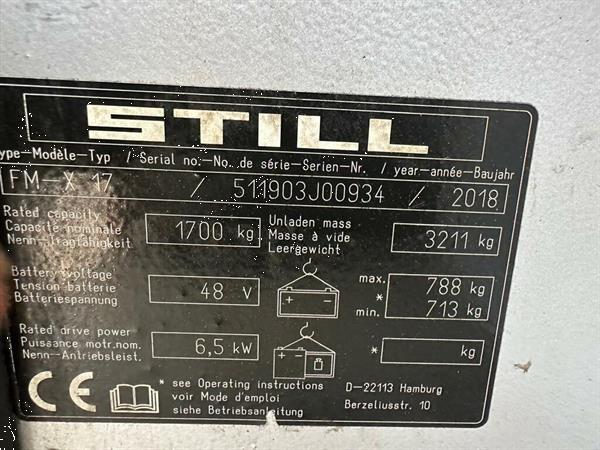 STILL
ype-Modèle-Typ / Serial no.-No. de série-Serien-Nr. / year-année-Baujahr
FM-X 17 / 511903J00934 / 2018
Rated capacity
Capacité nominale
Nenn-Tragfähigkeit
1700 kg
Unladen mass
Masse à vide
Leergewicht
3211 kg
Battery voltage
Tension batterie
Batteriespannung
48 V
max. 788 kg
*
min. 713 kg
Rated drive power
Puissance motr.nom.
Nenn-Antriebsleist.
6,5 kW
* kg
CE
* see Operating instructions
voir Mode d'emploi
siehe Betriebsanleitung
D-22113 Hamburg
Berzeliusstr. 10